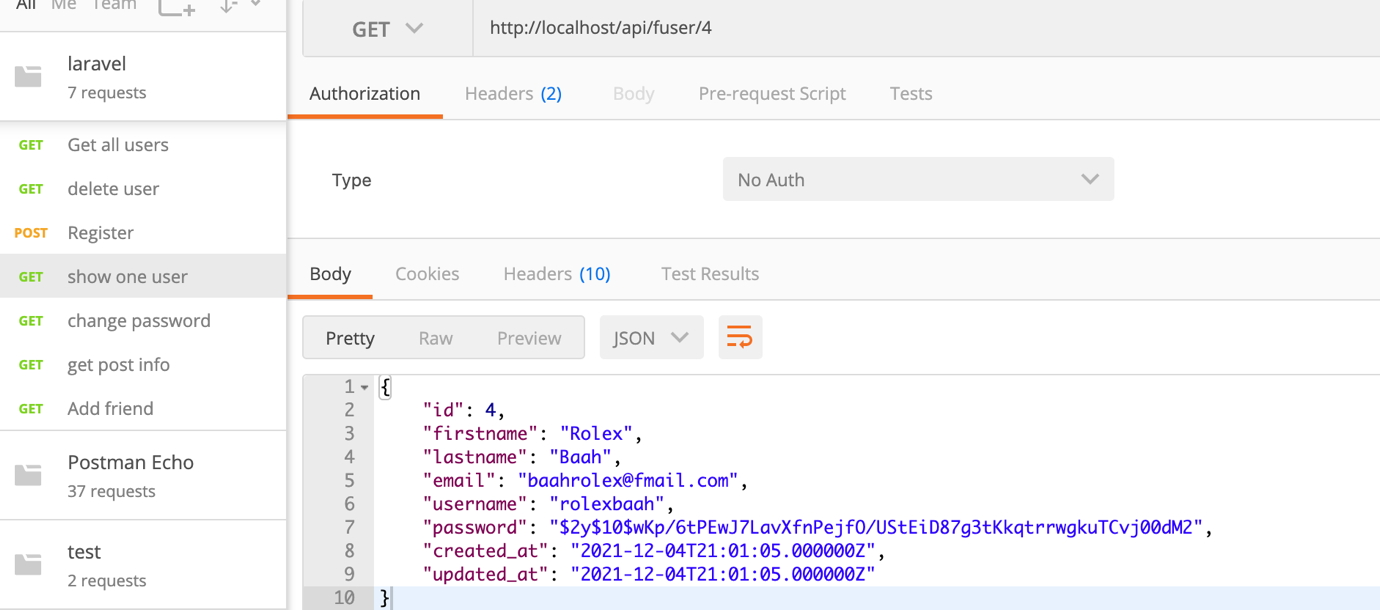 All Me Team
laravel
7 requests
GET Get all users
GET delete user
POST Register
GET show one user
GET change password
GET get post info
GET Add friend
Postman Echo
37 requests
test
2 requests
GET http://localhost/api/fuser/4
Authorization Headers (2) Body Pre-request Script Tests
Type No Auth
Body Cookies Headers (10) Test Results
Pretty Raw Preview JSON
1 {
2 "id": 4,
3 "firstname": "Rolex",
4 "lastname": "Baah",
5 "email": "baahrolex@fmail.com",
6 "username": "rolexbaah",
7 "password": "$2y$10$wKp/6tPEwJ7LavXfnPejfO/UStEiD87g3tKkqtrrwgkuTCvj00dM2",
8 "created_at": "2021-12-04T21:01:05.000000Z",
9 "updated_at": "2021-12-04T21:01:05.000000Z"
10 }